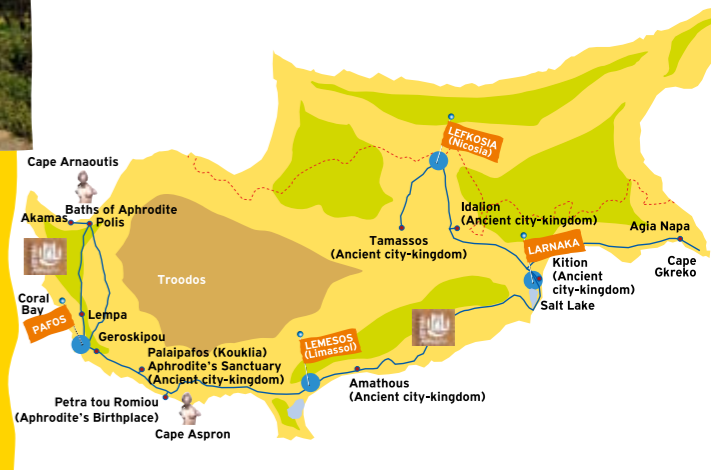 LEFKOSIA
(Nicosia)
Cape Arnaoutis
Baths of Aphrodite
Akamas
Polis
Idalion
(Ancient city-kingdom)
Tamassos
(Ancient city-kingdom)
Agia Napa
LARNAKA
Cape
Gkreko
Kition
(Ancient
city-kingdom)
Troodos
Salt Lake
Coral
Bay
PAFOS
Lempa
Geroskipou
LEMESOS
(Limassol)
Palaipafos (Kouklia)
Aphrodite's Sanctuary
(Ancient city-kingdom)
Amathous
(Ancient city-kingdom)
Petra tou Romiou
(Aphrodite's Birthplace)
Cape Aspron